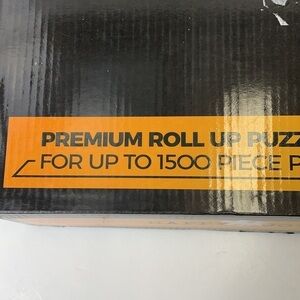 PREMIUM ROLL UP PUZZ
FOR UP TO 1500 PIECE P